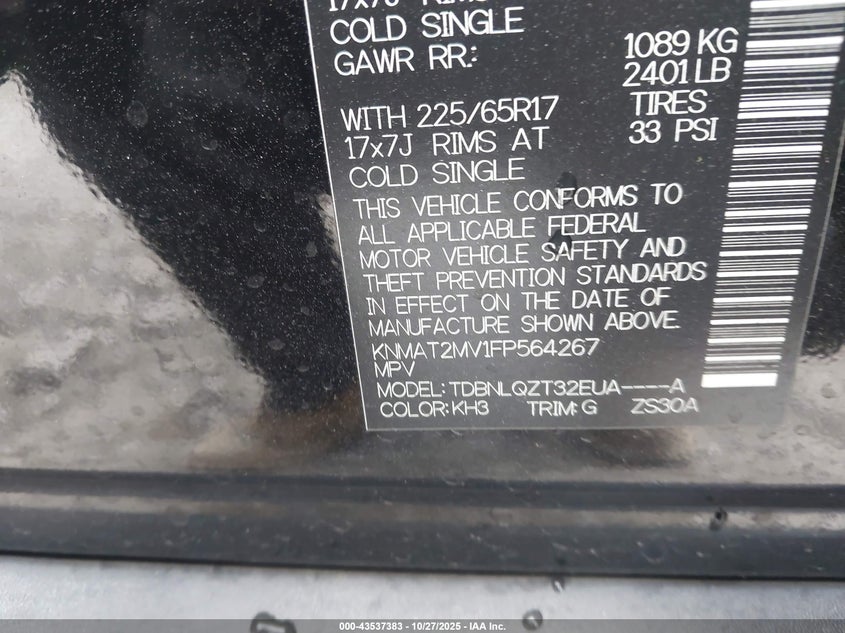 17x7J RIMS
COLD SINGLE
GAWR RR: 1089 KG
2401 LB
WITH 225/65R17 TIRES
17x7J RIMS AT 33 PSI
COLD SINGLE
THIS VEHICLE CONFORMS TO
ALL APPLICABLE FEDERAL
MOTOR VEHICLE SAFETY AND
THEFT PREVENTION STANDARDS
IN EFFECT ON THE DATE OF
MANUFACTURE SHOWN ABOVE.
KNMAT2MV1FP564267
MPV
MODEL: TDBNLQZT32EUA----A
COLOR: KH3 TRIM: G ZS30A
000-43537383 | 10/27/2025 - IAA Inc.